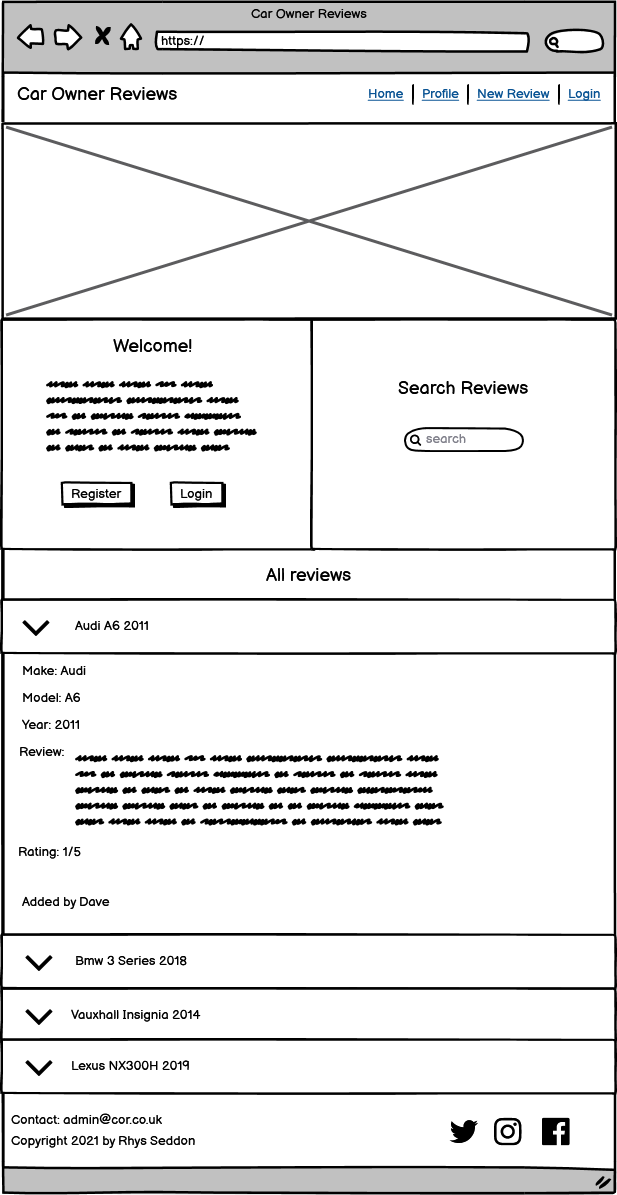 Car Owner Reviews
https://
Car Owner Reviews
Home
Profile
New Review
Login
Welcome!
Register
Login
Search Reviews
search
All reviews
Audi A6 2011
Make: Audi
Model: A6
Year: 2011
Review:
Rating: 1/5
Added by Dave
Bmw 3 Series 2018
Vauxhall Insignia 2014
Lexus NX300H 2019
Contact: admin@cor.co.uk
Copyright 2021 by Rhys Seddon